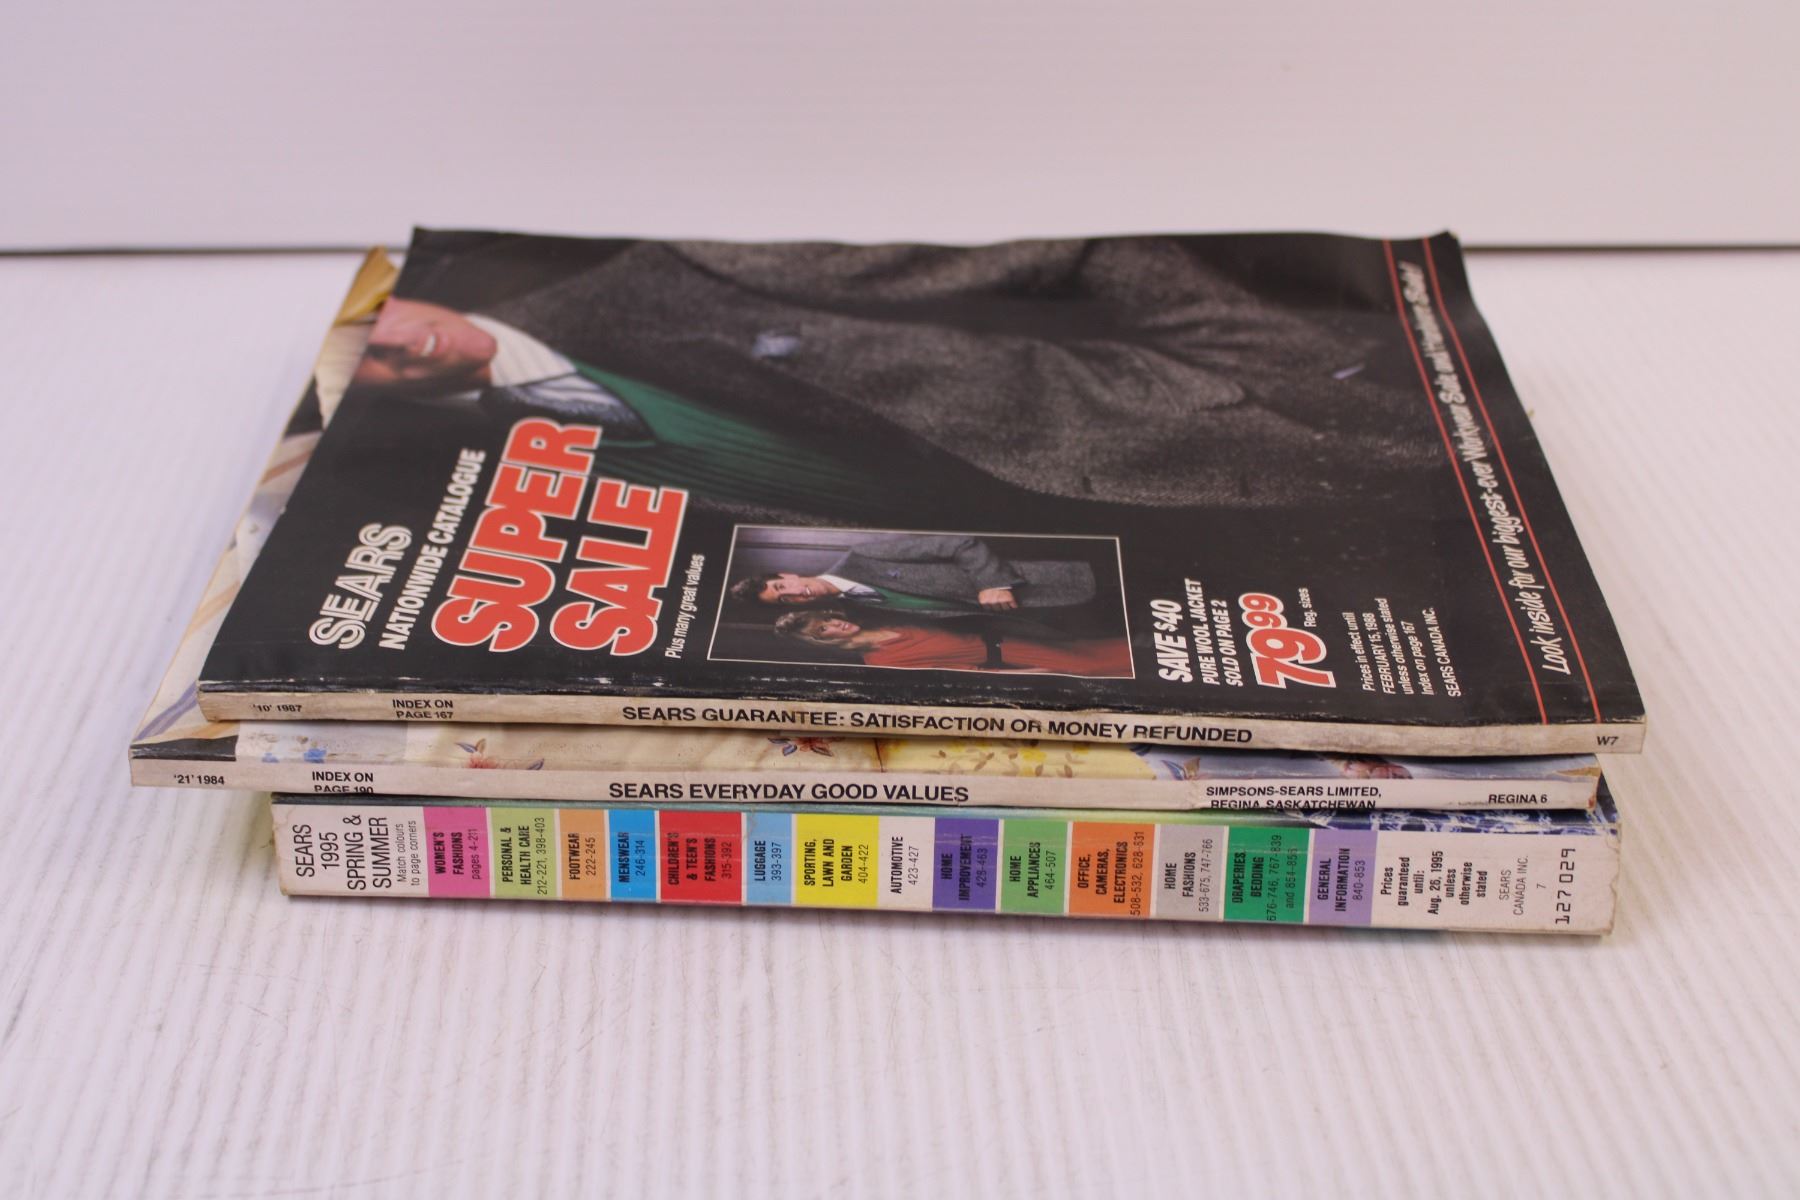 SEARS
NATIONWIDE CATALOGUE
SUPER
SALE
Plus many great values
SAVE $40
PURE WOOL JACKET
SOLD ON PAGE 2
79.99
Reg. sizes
Prices in effect until
FEBRUARY 15, 1988
unless otherwise stated
Index on page 167
SEARS CANADA INC.
Look inside for our biggest-ever Workwear Sale and Hardware Sale!
'10' 1987
INDEX ON
PAGE 167
SEARS GUARANTEE: SATISFACTION OR MONEY REFUNDED
W7
'21' 1984
INDEX ON
PAGE 190
SEARS EVERYDAY GOOD VALUES
SIMPSONS-SEARS LIMITED,
REGINA, SASKATCHEWAN
REGINA 6
SEARS
1995
SPRING &
SUMMER
Match colours
to page corners
WOMEN'S
FASHIONS
pages 4-211
PERSONAL &
HEALTH CARE
212-221, 398-403
FOOTWEAR
222-245
MENSWEAR
246-314
CHILDREN'S
& TEEN'S
FASHIONS
315-392
LUGGAGE
393-397
SPORTING,
LAWN AND
GARDEN
404-422
AUTOMOTIVE
423-427
HOME
IMPROVEMENT
428-463
HOME
APPLIANCES
464-507
OFFICE,
CAMERAS,
ELECTRONICS
508-532, 628-631
HOME
FASHIONS
533-675, 747-766
DRAPERIES,
BEDDING
676-746, 767-839
and 854-856
GENERAL
INFORMATION
840-853
Prices
guaranteed
until:
Aug. 26, 1995
unless
otherwise
stated
SEARS
CANADA INC.
7
127029